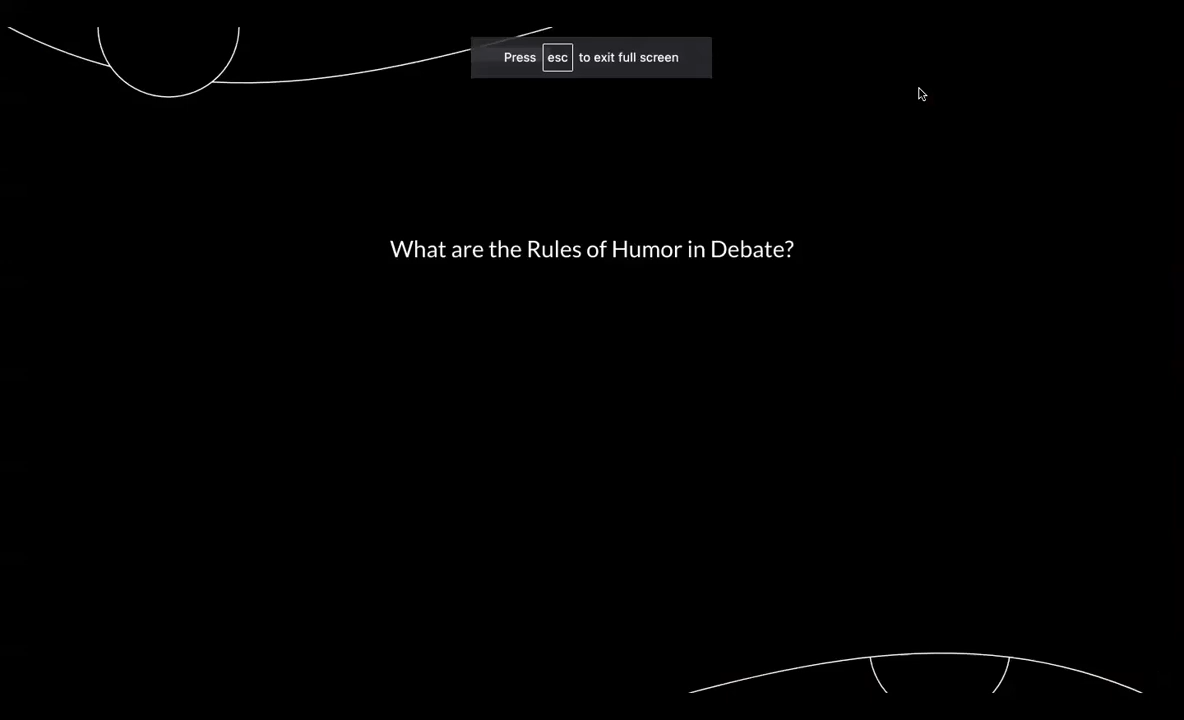 Press esc to exit full screen
What are the Rules of Humor in Debate?